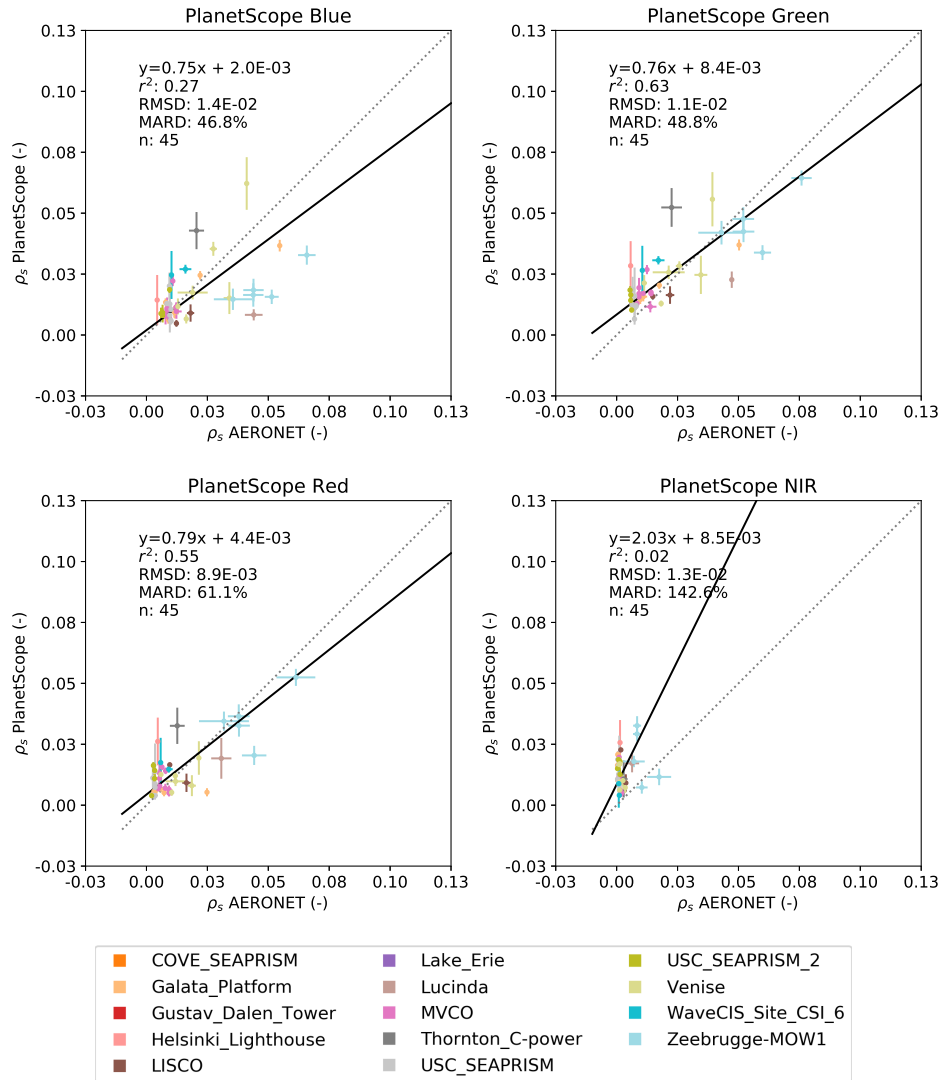 PlanetScope Blue
y=0.75x + 2.0E-03
r²: 0.27
RMSD: 1.4E-02
MARD: 46.8%
n: 45
0.13
0.10
0.08
0.05
0.03
0.00
-0.03
ρs PlanetScope (-)
-0.03 0.00 0.03 0.05 0.08 0.10 0.13
ρs AERONET (-)
PlanetScope Green
y=0.76x + 8.4E-03
r²: 0.63
RMSD: 1.1E-02
MARD: 48.8%
n: 45
0.13
0.10
0.08
0.05
0.03
0.00
-0.03
ρs PlanetScope (-)
-0.03 0.00 0.03 0.05 0.08 0.10 0.13
ρs AERONET (-)
PlanetScope Red
y=0.79x + 4.4E-03
r²: 0.55
RMSD: 8.9E-03
MARD: 61.1%
n: 45
0.13
0.10
0.08
0.05
0.03
0.00
-0.03
ρs PlanetScope (-)
-0.03 0.00 0.03 0.05 0.08 0.10 0.13
ρs AERONET (-)
PlanetScope NIR
y=2.03x + 8.5E-03
r²: 0.02
RMSD: 1.3E-02
MARD: 142.6%
n: 45
0.13
0.10
0.08
0.05
0.03
0.00
-0.03
ρs PlanetScope (-)
-0.03 0.00 0.03 0.05 0.08 0.10 0.13
ρs AERONET (-)
COVE_SEAPRISM
Galata_Platform
Gustav_Dalen_Tower
Helsinki_Lighthouse
LISCO
Lake_Erie
Lucinda
MVCO
Thornton_C-power
USC_SEAPRISM
USC_SEAPRISM_2
Venise
WaveCIS_Site_CSI_6
Zeebrugge-MOW1